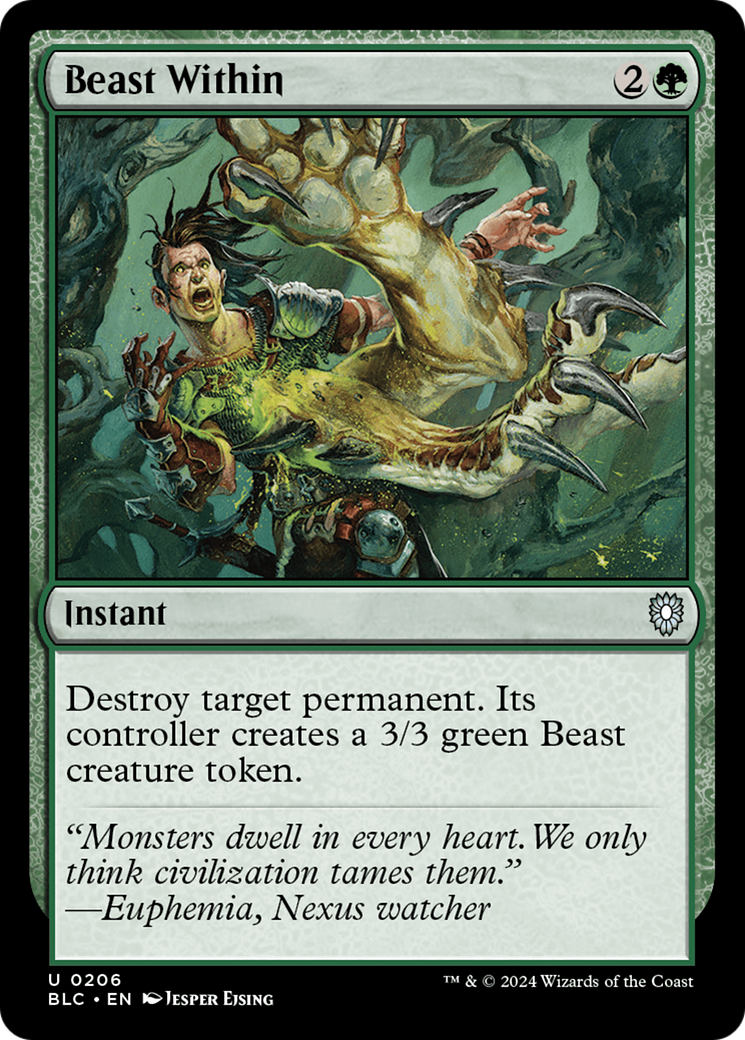 Beast Within 2
Instant
Destroy target permanent. Its
controller creates a 3/3 green Beast
creature token.
“Monsters dwell in every heart. We only
think civilization tames them.”
—Euphemia, Nexus watcher
U 0206
™ & © 2024 Wizards of the Coast
BLC • EN Jesper Ejsing